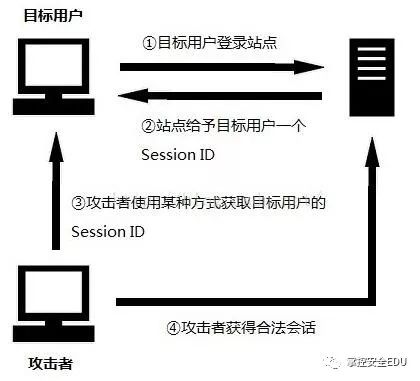 目标用户
①目标用户登录站点
②站点给予目标用户一个
Session ID
③攻击者使用某种方式获取目标用户的
Session ID
④攻击者获得合法会话
攻击者
掌控安全EDU